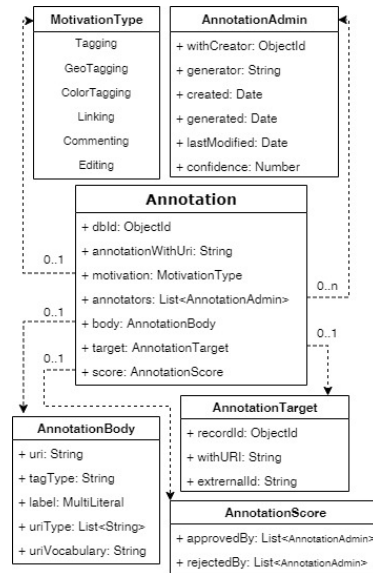 MotivationType
Tagging
GeoTagging
ColorTagging
Linking
Commenting
Editing
AnnotationAdmin
+ withCreator: ObjectId
+ generator: String
+ created: Date
+ generated: Date
+ lastModified: Date
+ confidence: Number
Annotation
+ dbId: ObjectId
+ annotationWithUri: String
+ motivation: MotivationType
+ annotators: List<AnnotationAdmin>
+ body: AnnotationBody
+ target: AnnotationTarget
+ score: AnnotationScore
0..1
0..n
0..1
0..1
0..1
AnnotationBody
+ uri: String
+ tagType: String
+ label: MultiLiteral
+ uriType: List<String>
+ uriVocabulary: String
AnnotationTarget
+ recordId: ObjectId
+ withURI: String
+ extrernalId: String
AnnotationScore
+ approvedBy: List<AnnotationAdmin>
+ rejectedBy: List<AnnotationAdmin>